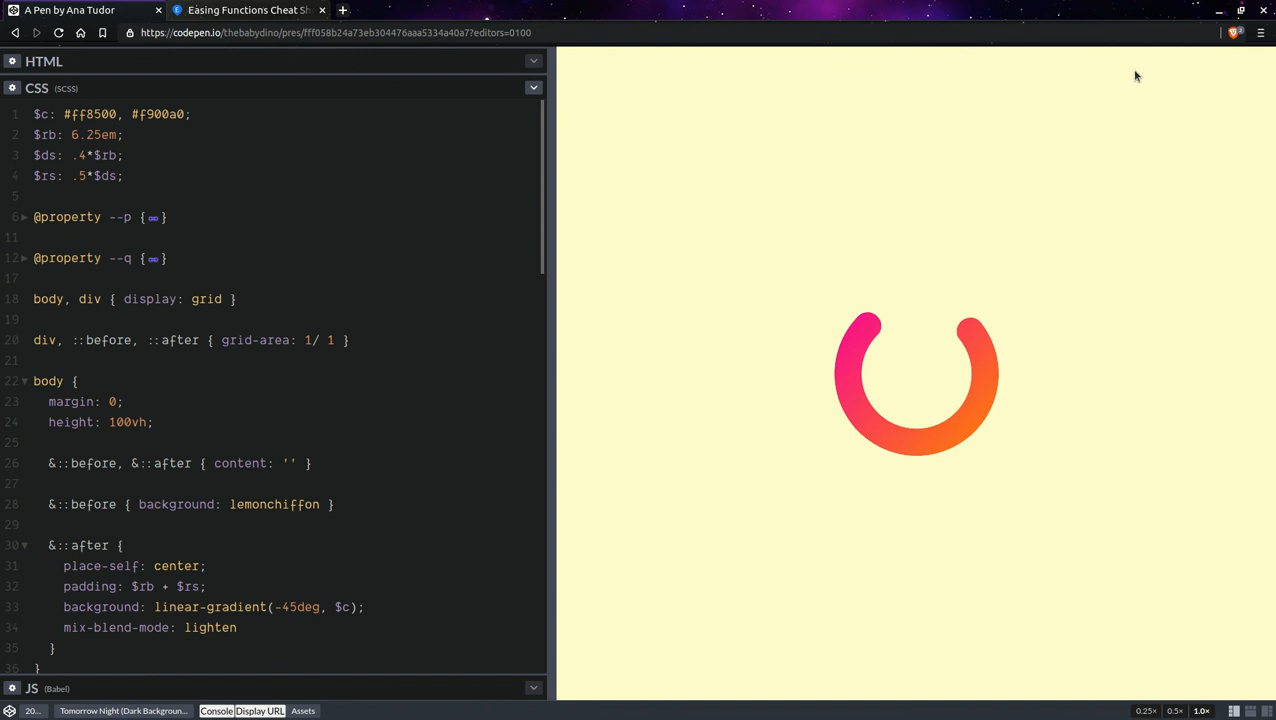 A Pen by Ana Tudor
Easing Functions Cheat Sh
https://codepen.io/thebabydino/pres/fff058b24a73eb304476aaa5334a40a7?editors=0100
2
HTML
CSS (SCSS)
1 $c: #ff8500, #f900a0;
2 $rb: 6.25em;
3 $ds: .4*$rb;
4 $rs: .5*$ds;
5
6 @property --p {↔}
11
12 @property --q {↔}
17
18 body, div { display: grid }
19
20 div, ::before, ::after { grid-area: 1/ 1 }
21
22 body {
23 margin: 0;
24 height: 100vh;
25
26 &::before, &::after { content: '' }
27
28 &::before { background: lemonchiffon }
29
30 &::after {
31 place-self: center;
32 padding: $rb + $rs;
33 background: linear-gradient(-45deg, $c);
34 mix-blend-mode: lighten
35 }
36 }
JS (Babel)
20... Tomorrow Night (Dark Backgroun... Console Display URL Assets 0.25× 0.5× 1.0×